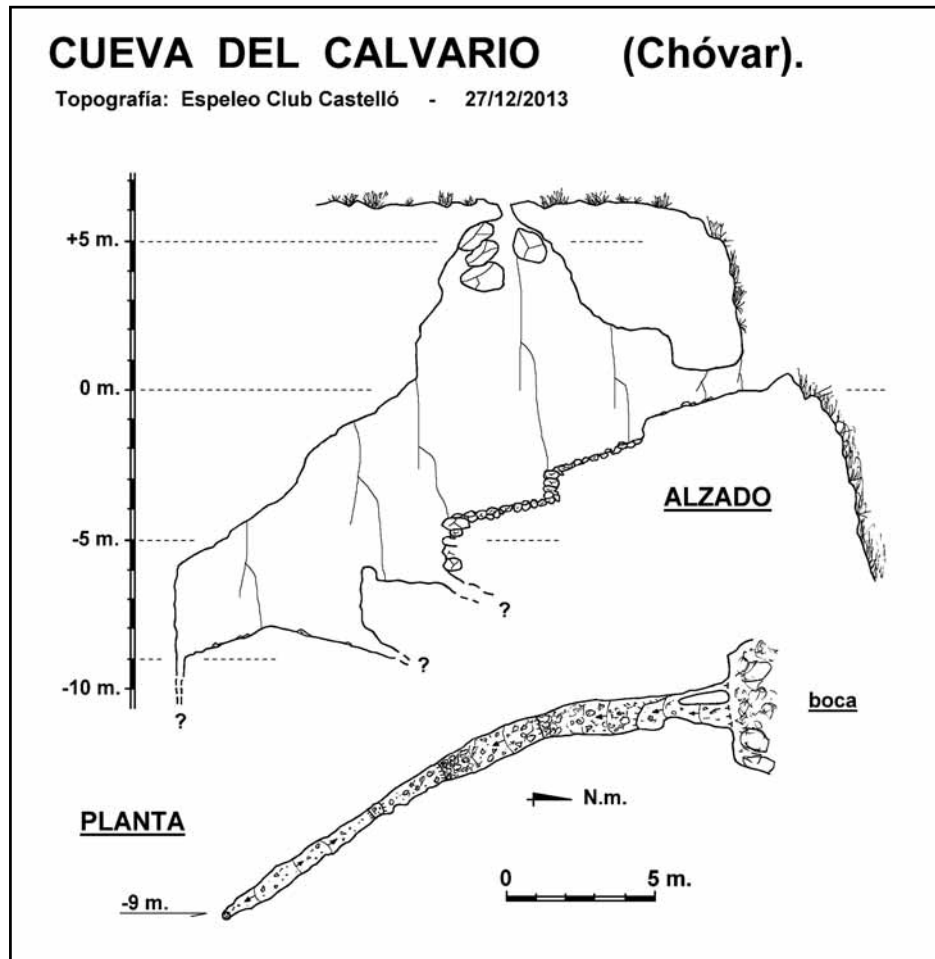 CUEVA DEL CALVARIO (Chóvar).
Topografía: Espeleo Club Castelló - 27/12/2013
+5 m.
0 m.
ALZADO
-5 m.
?
?
-10 m.
?
boca
N.m.
PLANTA
0 5 m.
-9 m.